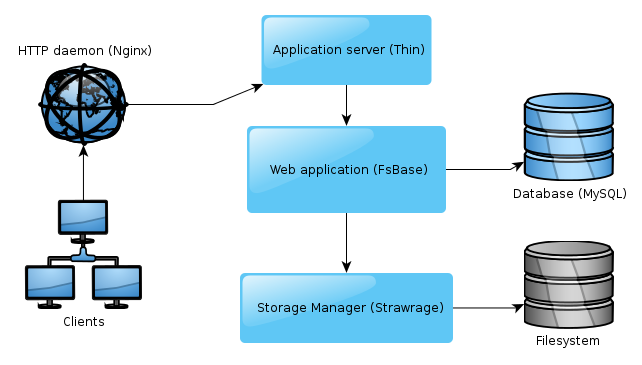 HTTP daemon (Nginx)
Application server (Thin)
Web application (FsBase)
Database (MySQL)
Storage Manager (Strawrage)
Clients
Filesystem